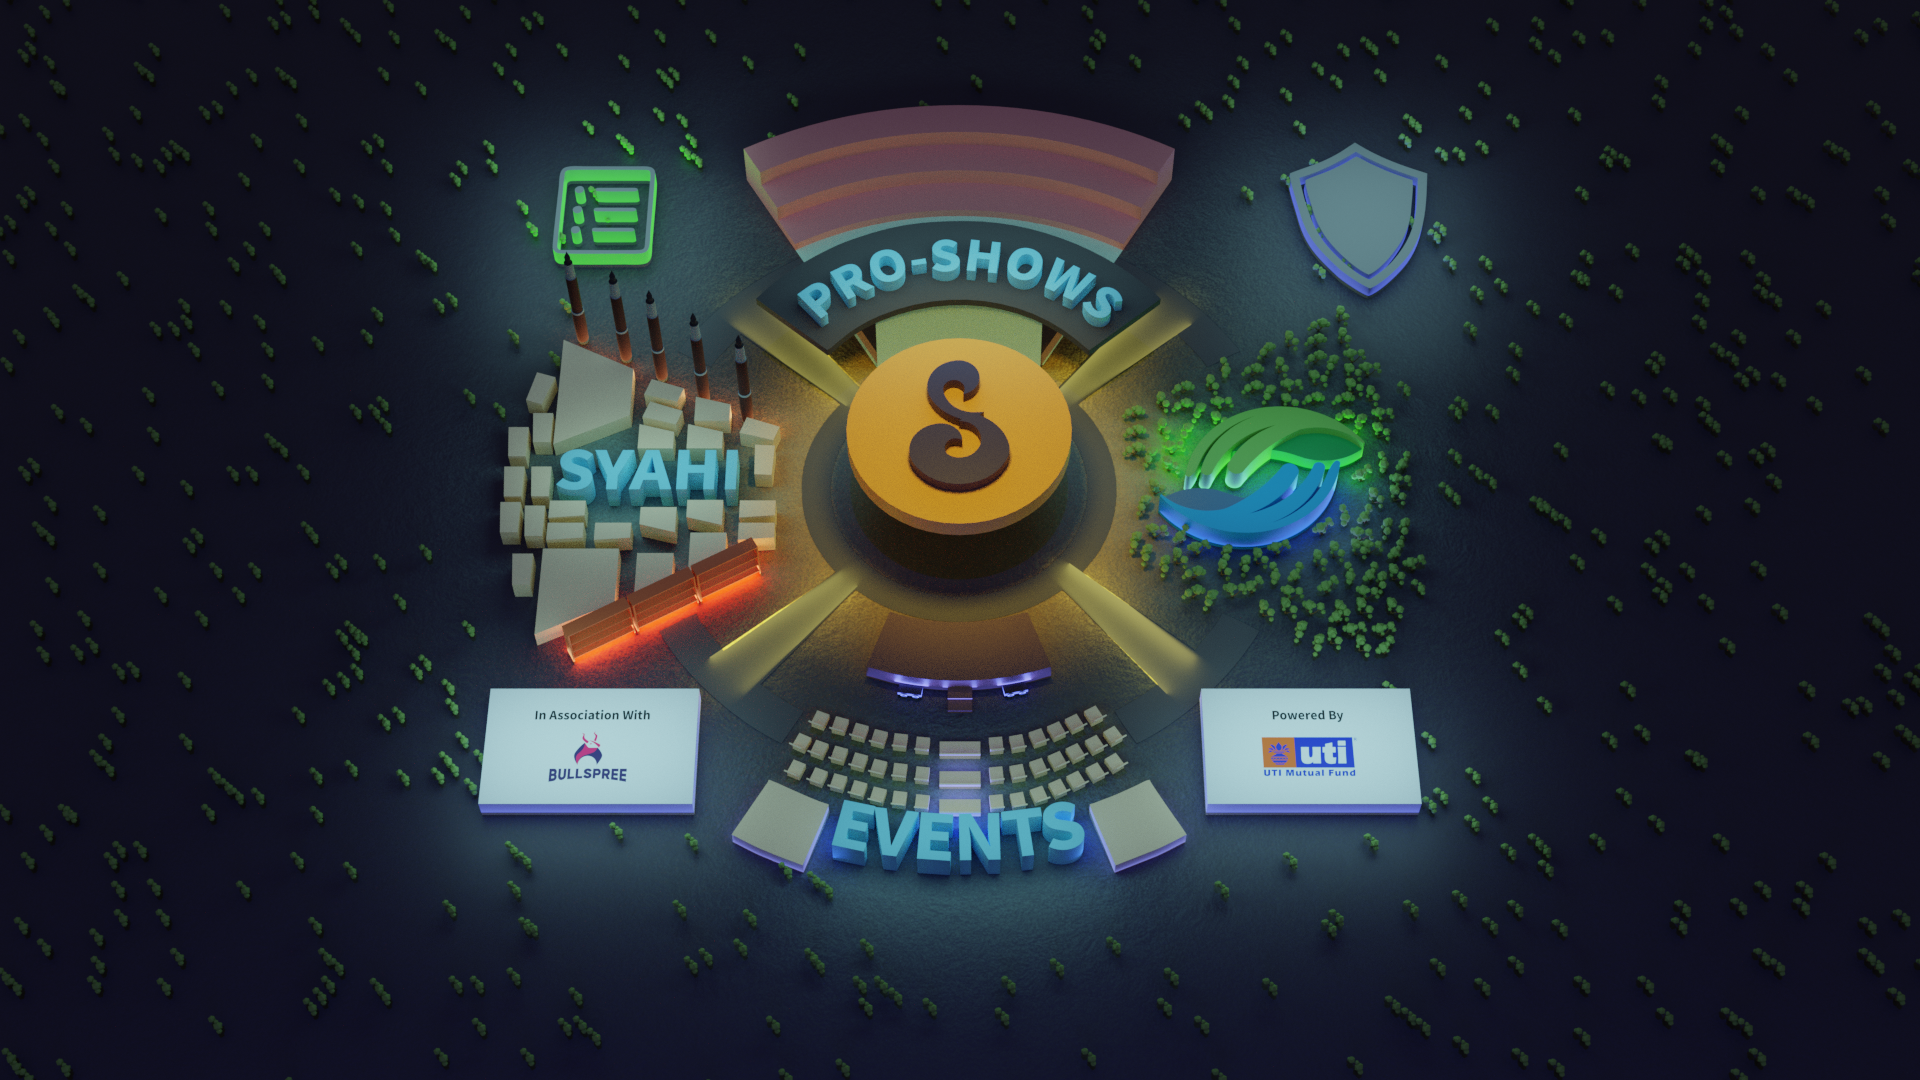 PRO-SHOWS
S
SYAHI
In Association With
BULLSPREE
Powered By
uti
UTI Mutual Fund
EVENTS